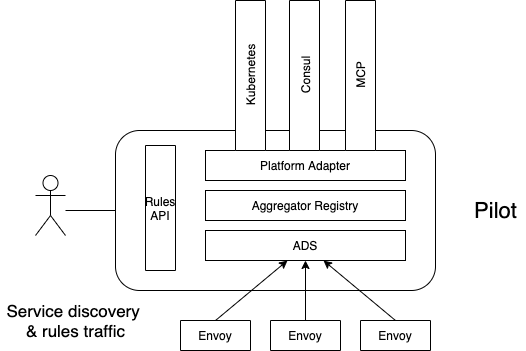 Kubernetes
Consul
MCP
Platform Adapter
Rules
API
Aggregator Registry
Pilot
ADS
Service discovery
& rules traffic
Envoy
Envoy
Envoy